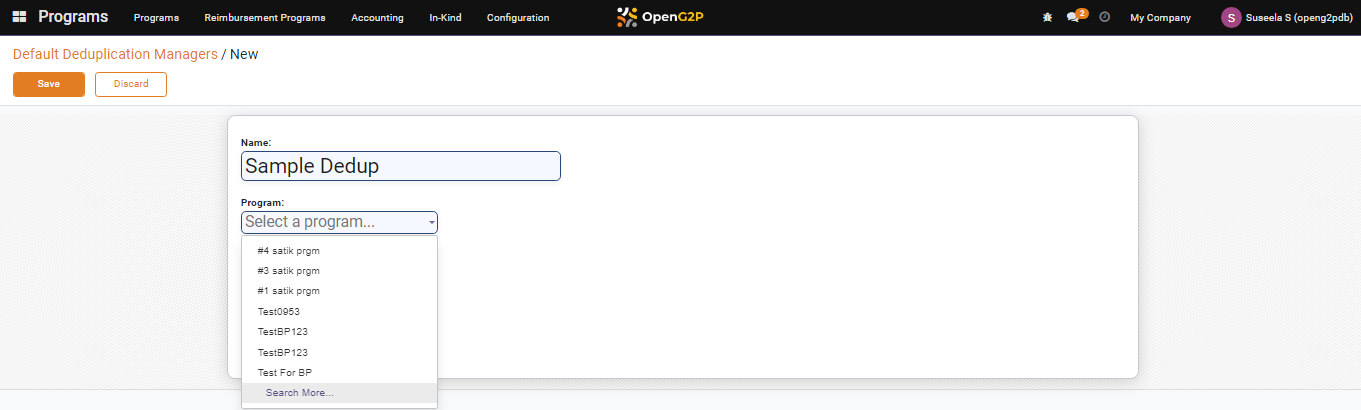 Programs Programs Reimbursement Programs Accounting In-Kind Configuration OpenG2P 2 My Company S Suseela S (openg2pdb)
Default Deduplication Managers / New
Save Discard
Name:
Sample Dedup
Program:
Select a program...
#4 satik prgm
#3 satik prgm
#1 satik prgm
Test0953
TestBP123
TestBP123
Test For BP
Search More...